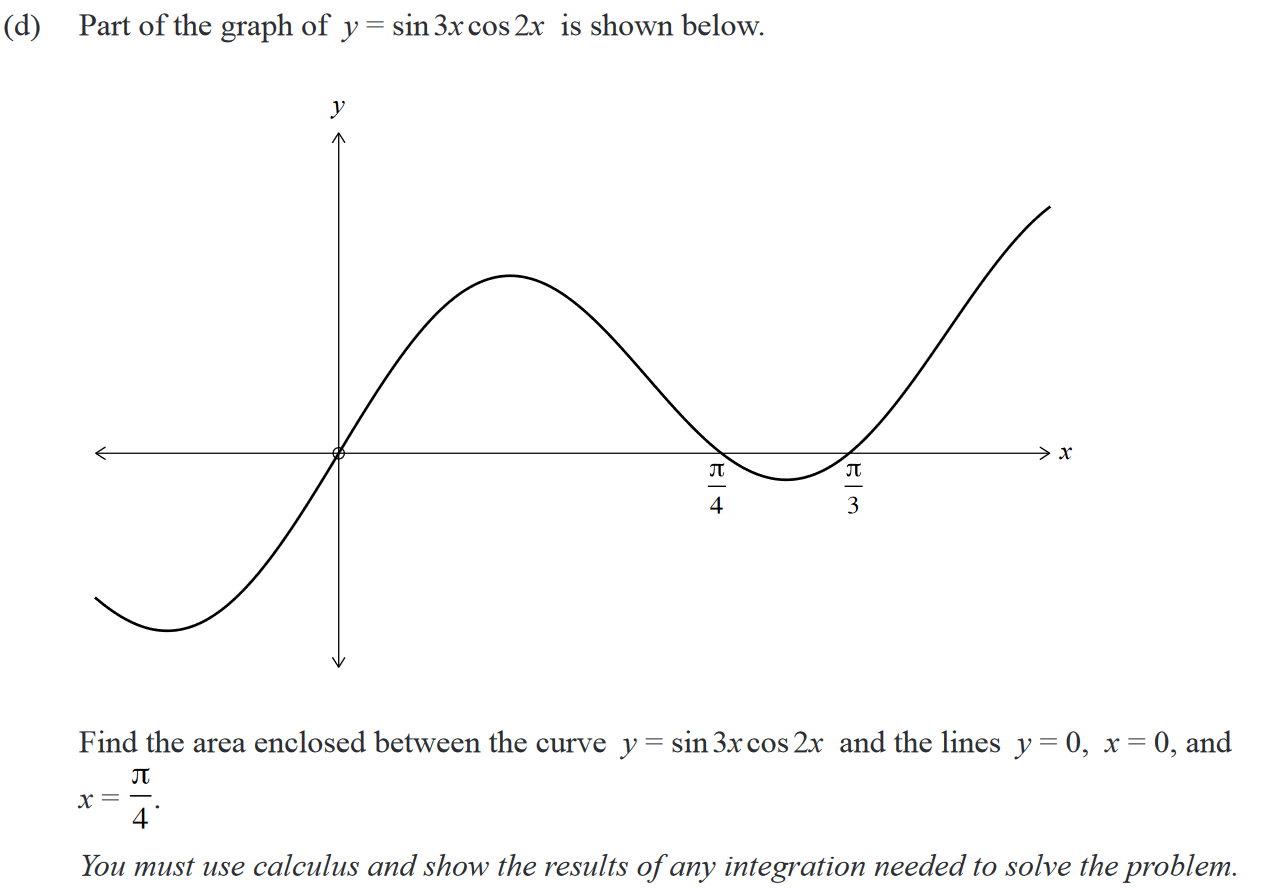 (d) Part of the graph of y = sin 3x cos 2x is shown below.
y
x
π/4
π/3
Find the area enclosed between the curve y = sin 3x cos 2x and the lines y = 0, x = 0, and
x = π/4.
You must use calculus and show the results of any integration needed to solve the problem.